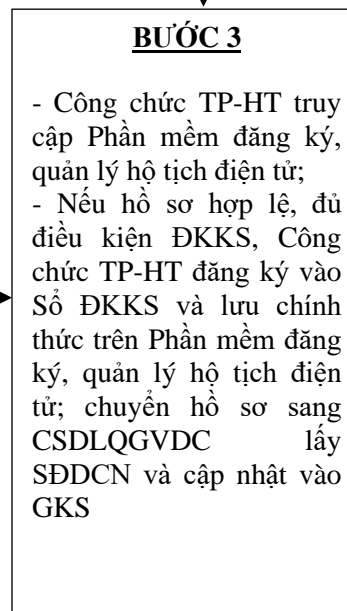 BƯỚC 3
- Công chức TP-HT truy
cập Phần mềm đăng ký,
quản lý hộ tịch điện tử;
- Nếu hồ sơ hợp lệ, đủ
điều kiện ĐKKS, Công
chức TP-HT đăng ký vào
Sổ ĐKKS và lưu chính
thức trên Phần mềm đăng
ký, quản lý hộ tịch điện
tử; chuyển hồ sơ sang
CSDLQGVDC lấy
SĐDCN và cập nhật vào
GKS